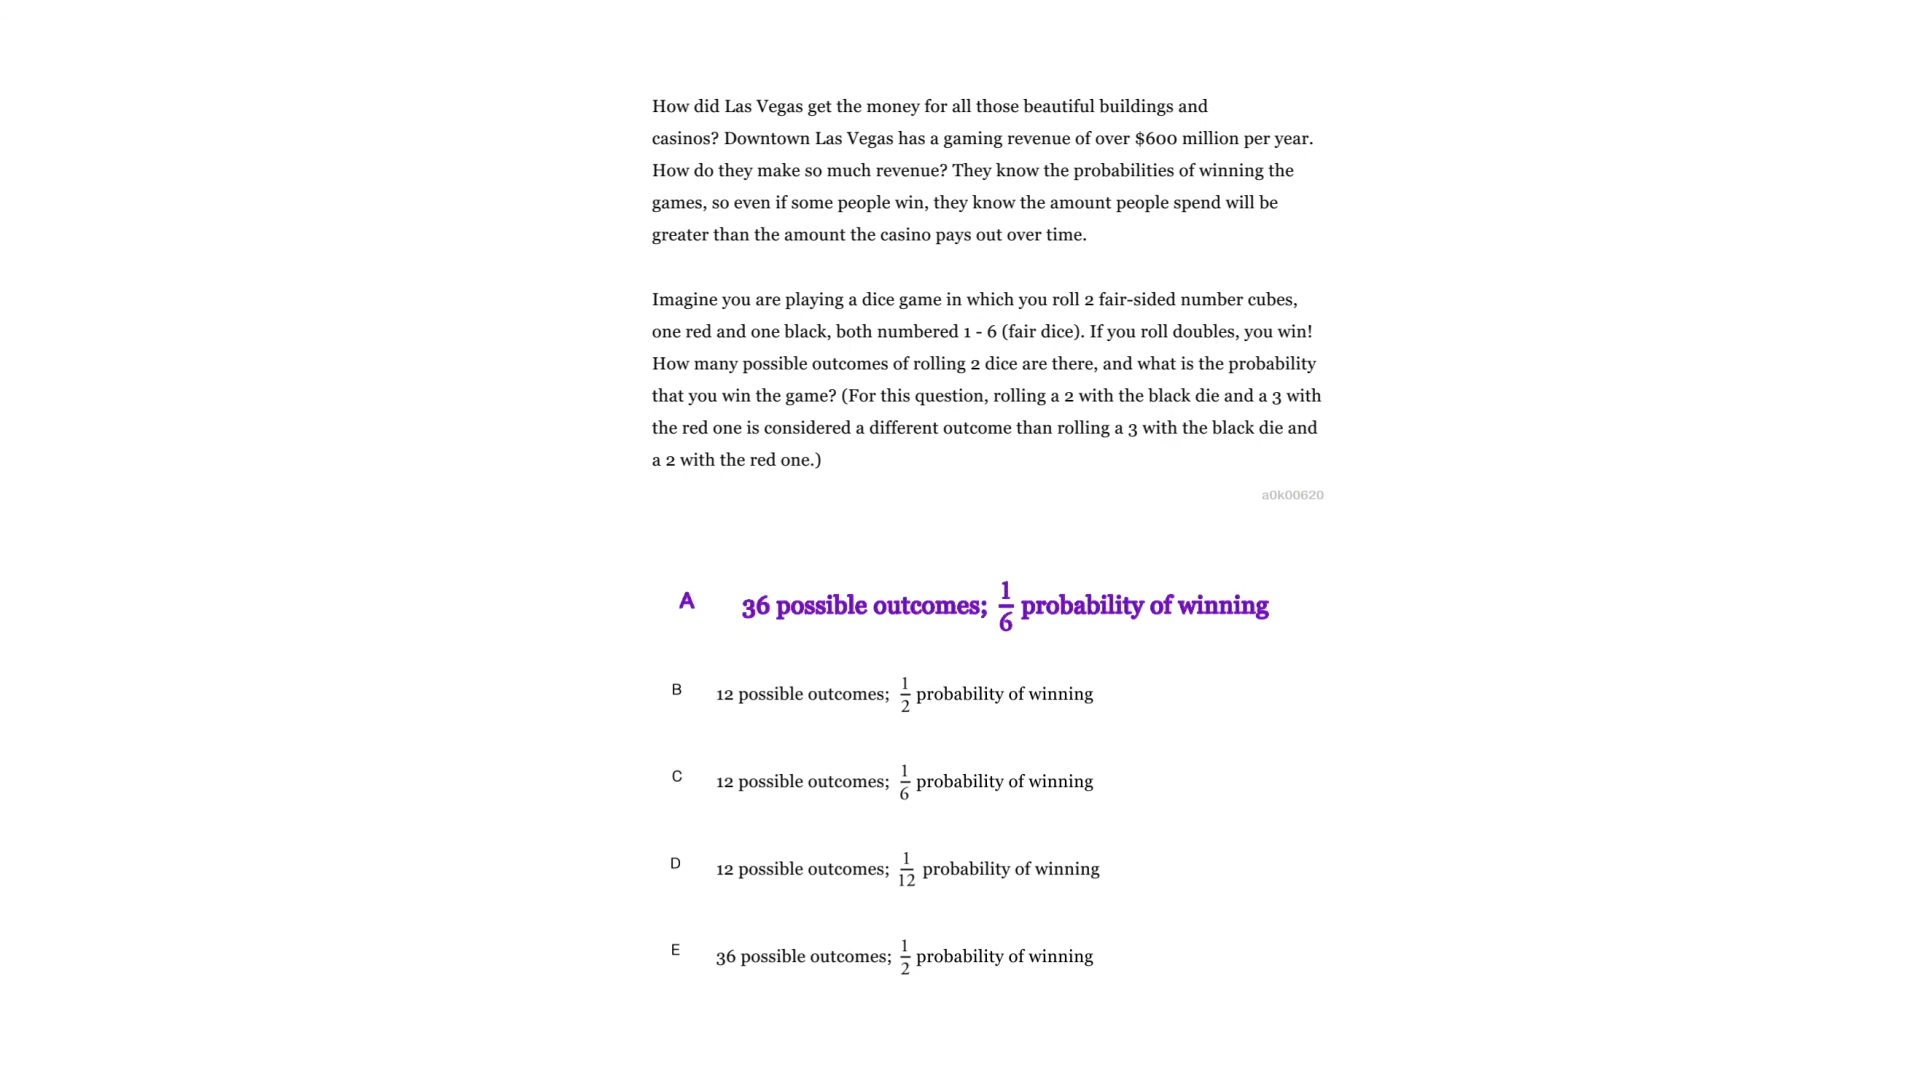 How did Las Vegas get the money for all those beautiful buildings and
casinos? Downtown Las Vegas has a gaming revenue of over $600 million per year.
How do they make so much revenue? They know the probabilities of winning the
games, so even if some people win, they know the amount people spend will be
greater than the amount the casino pays out over time.
Imagine you are playing a dice game in which you roll 2 fair-sided number cubes,
one red and one black, both numbered 1 - 6 (fair dice). If you roll doubles, you win!
How many possible outcomes of rolling 2 dice are there, and what is the probability
that you win the game? (For this question, rolling a 2 with the black die and a 3 with
the red one is considered a different outcome than rolling a 3 with the black die and
a 2 with the red one.)
a0k00620
A 36 possible outcomes; 1/6 probability of winning
B 12 possible outcomes; 1/2 probability of winning
C 12 possible outcomes; 1/6 probability of winning
D 12 possible outcomes; 1/12 probability of winning
E 36 possible outcomes; 1/2 probability of winning